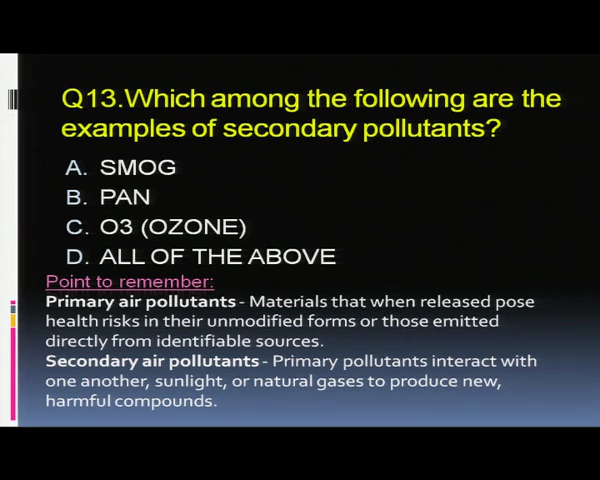 Q13.Which among the following are the
examples of secondary pollutants?
A. SMOG
B. PAN
C. O3 (OZONE)
D. ALL OF THE ABOVE
Point to remember:
Primary air pollutants - Materials that when released pose
health risks in their unmodified forms or those emitted
directly from identifiable sources.
Secondary air pollutants - Primary pollutants interact with
one another, sunlight, or natural gases to produce new,
harmful compounds.